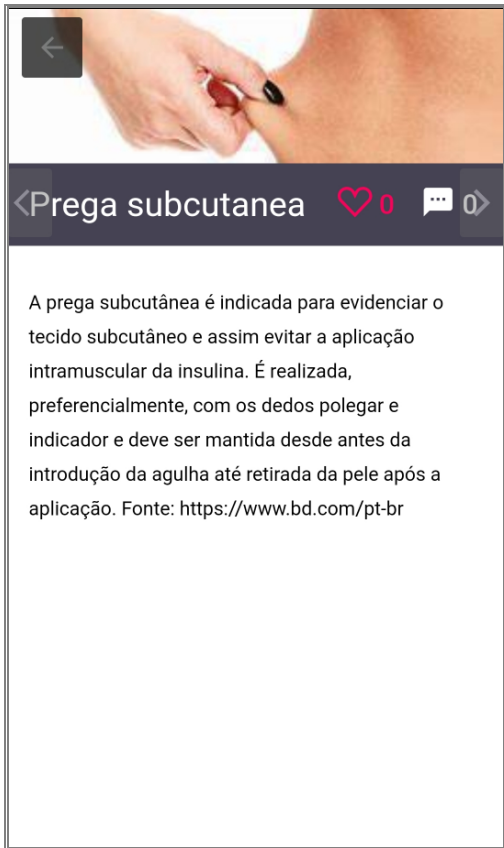 Prega subcutanea 0 0
A prega subcutânea é indicada para evidenciar o
tecido subcutâneo e assim evitar a aplicação
intramuscular da insulina. É realizada,
preferencialmente, com os dedos polegar e
indicador e deve ser mantida desde antes da
introdução da agulha até retirada da pele após a
aplicação. Fonte: https://www.bd.com/pt-br